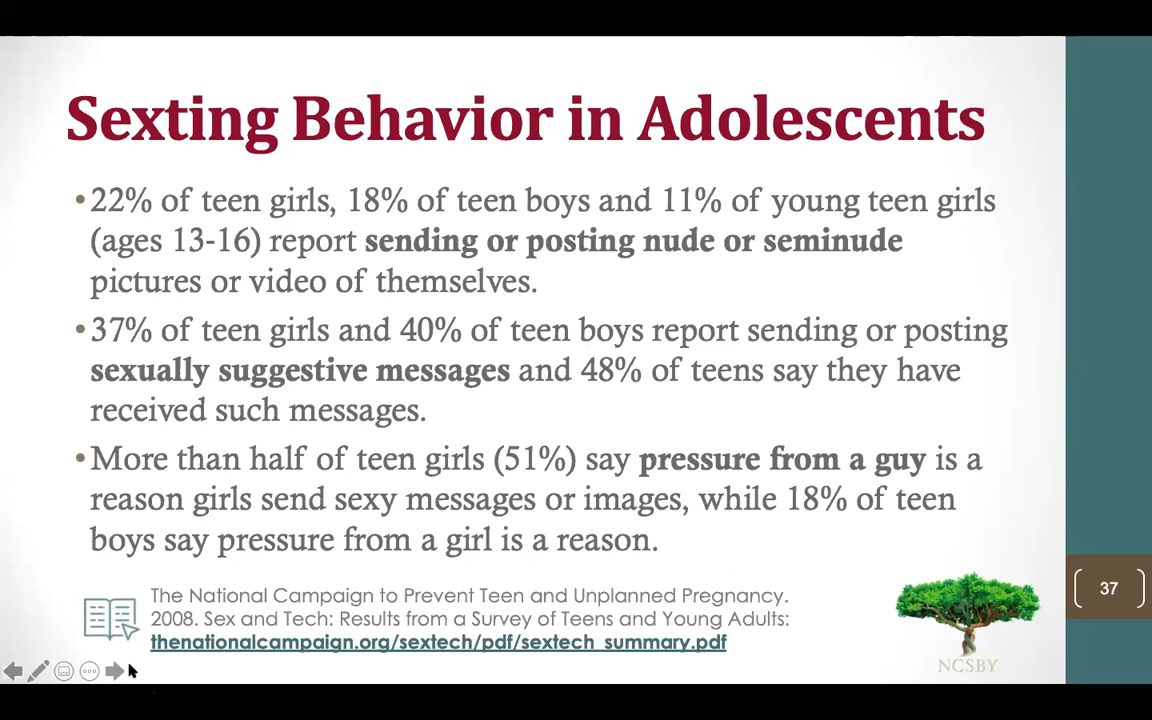 Sexting Behavior in Adolescents
•22% of teen girls, 18% of teen boys and 11% of young teen girls
(ages 13-16) report sending or posting nude or seminude
pictures or video of themselves.
•37% of teen girls and 40% of teen boys report sending or posting
sexually suggestive messages and 48% of teens say they have
received such messages.
•More than half of teen girls (51%) say pressure from a guy is a
reason girls send sexy messages or images, while 18% of teen
boys say pressure from a girl is a reason.
The National Campaign to Prevent Teen and Unplanned Pregnancy.
2008. Sex and Tech: Results from a Survey of Teens and Young Adults:
thenationalcampaign.org/sextech/pdf/sextech_summary.pdf
NCSBY
37